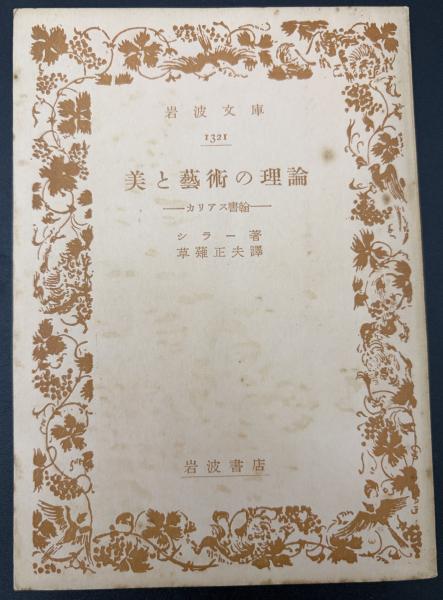 岩波文庫
1321
美と藝術の理論
―カリアス書翰―
シラー著
草薙正夫譯
岩波書店